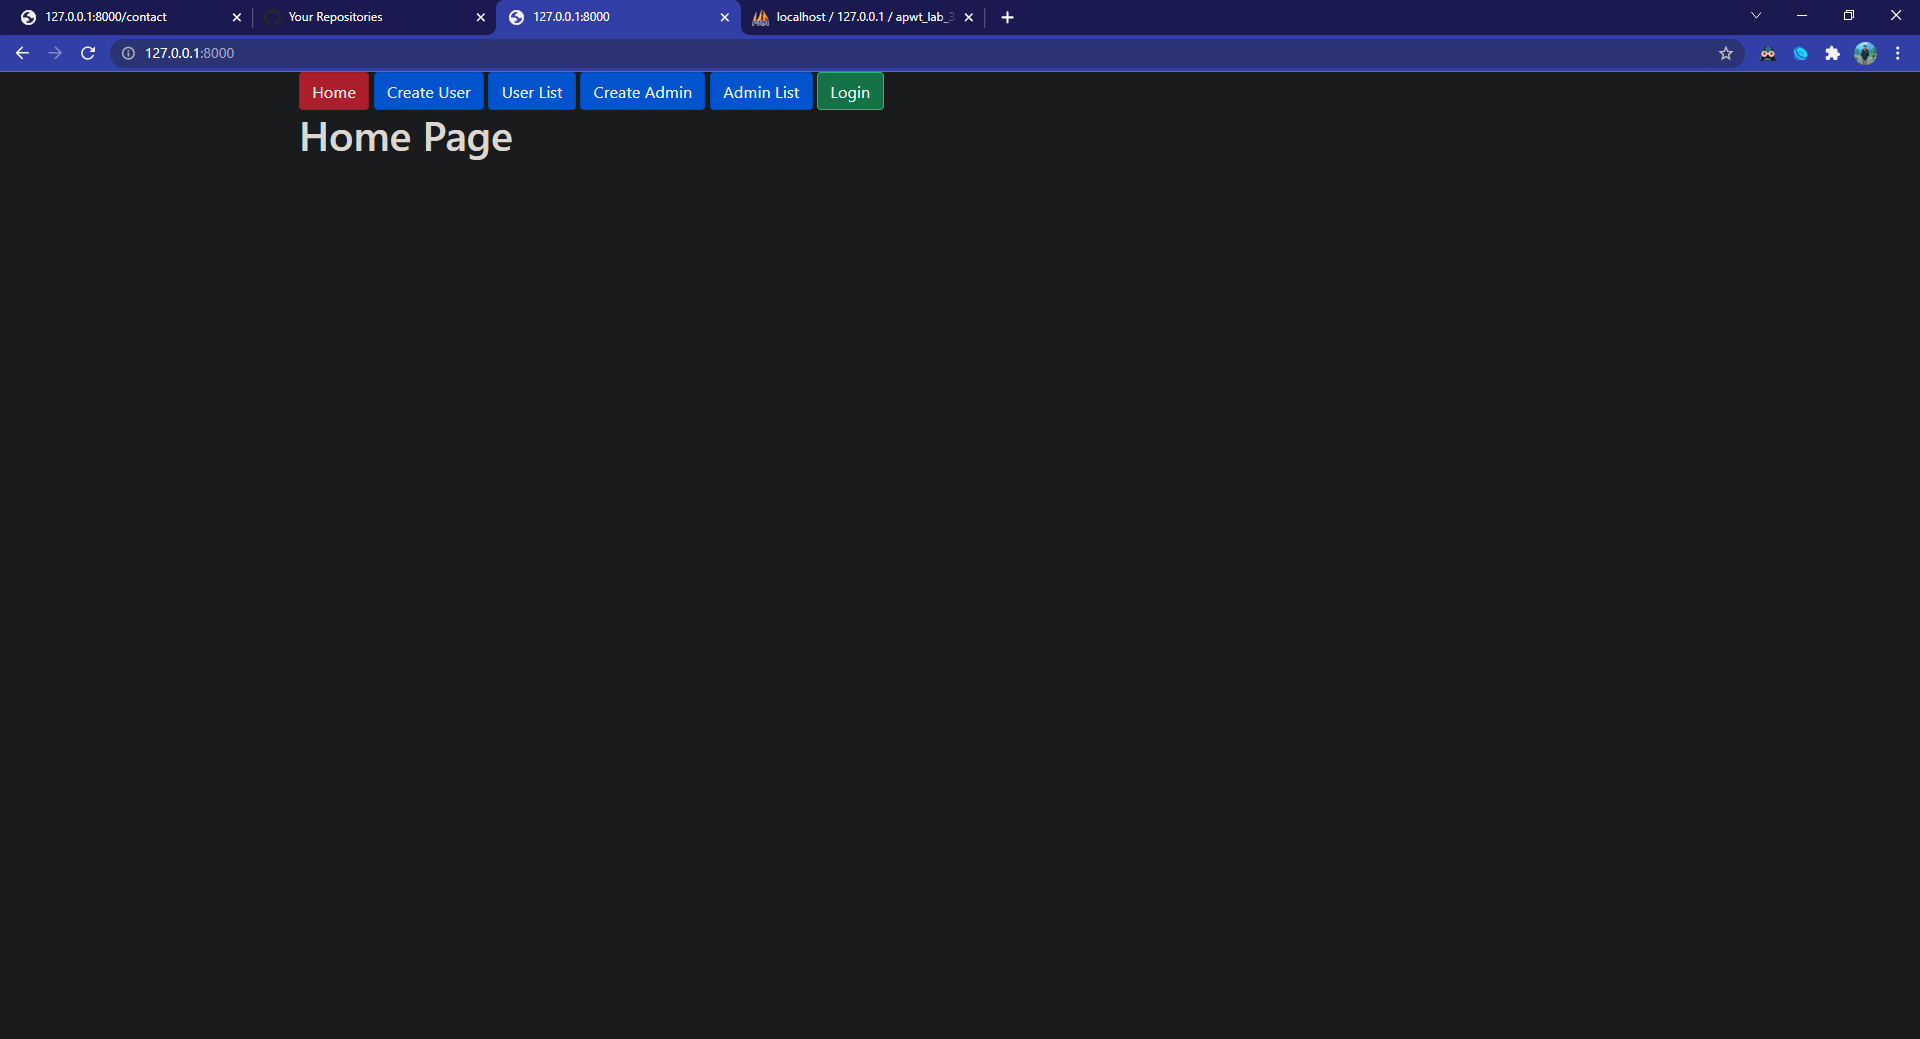 127.0.0.1:8000/contact
Your Repositories
127.0.0.1:8000
localhost / 127.0.0.1 / apwt_lab_3
127.0.0.1:8000
Home Create User User List Create Admin Admin List Login
Home Page